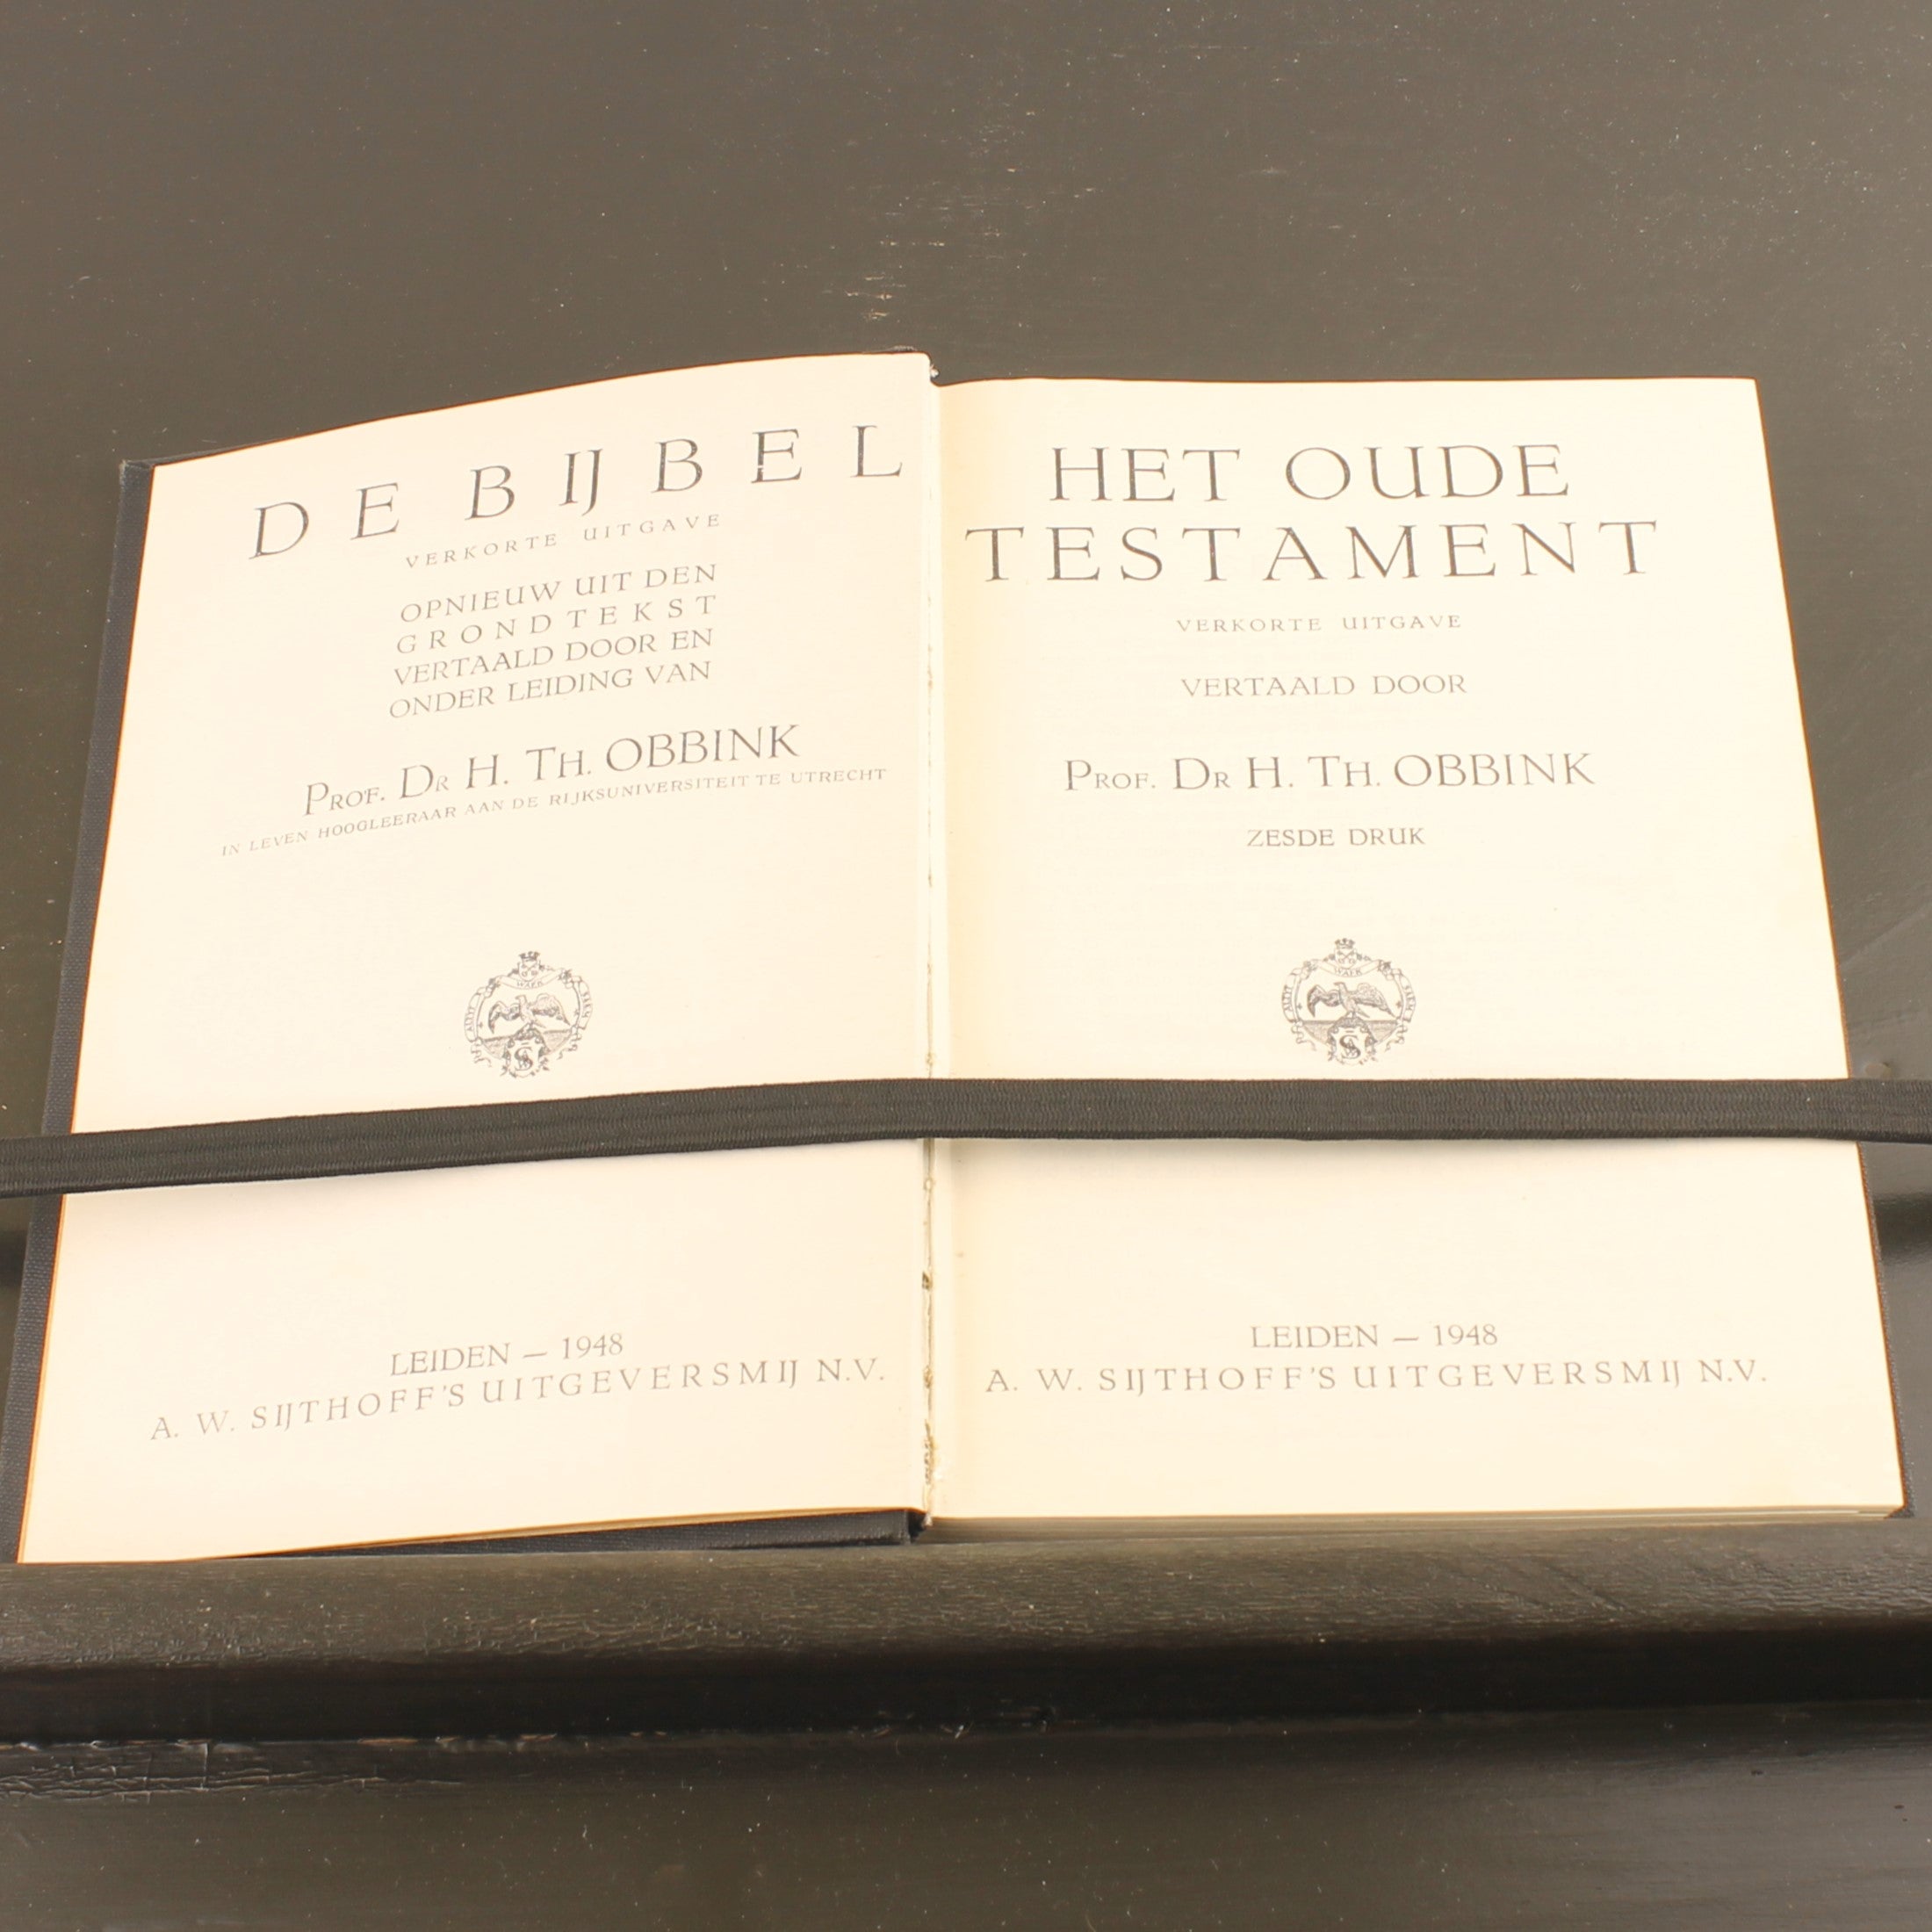 DE BIJBEL
VERKORTE UITGAVE
OPNIEUW UIT DEN
GRONDTEKST
VERTAALD DOOR EN
ONDER LEIDING VAN
PROF. DR H. TH. OBBINK
IN LEVEN HOOGLEERAAR AAN DE RIJKSUNIVERSITEIT TE UTRECHT
LEIDEN — 1948
A. W. SIJTHOFF'S UITGEVERSMIJ N.V.
HET OUDE
TESTAMENT
VERKORTE UITGAVE
VERTAALD DOOR
PROF. DR H. TH. OBBINK
ZESDE DRUK
LEIDEN — 1948
A. W. SIJTHOFF'S UITGEVERSMIJ N.V.